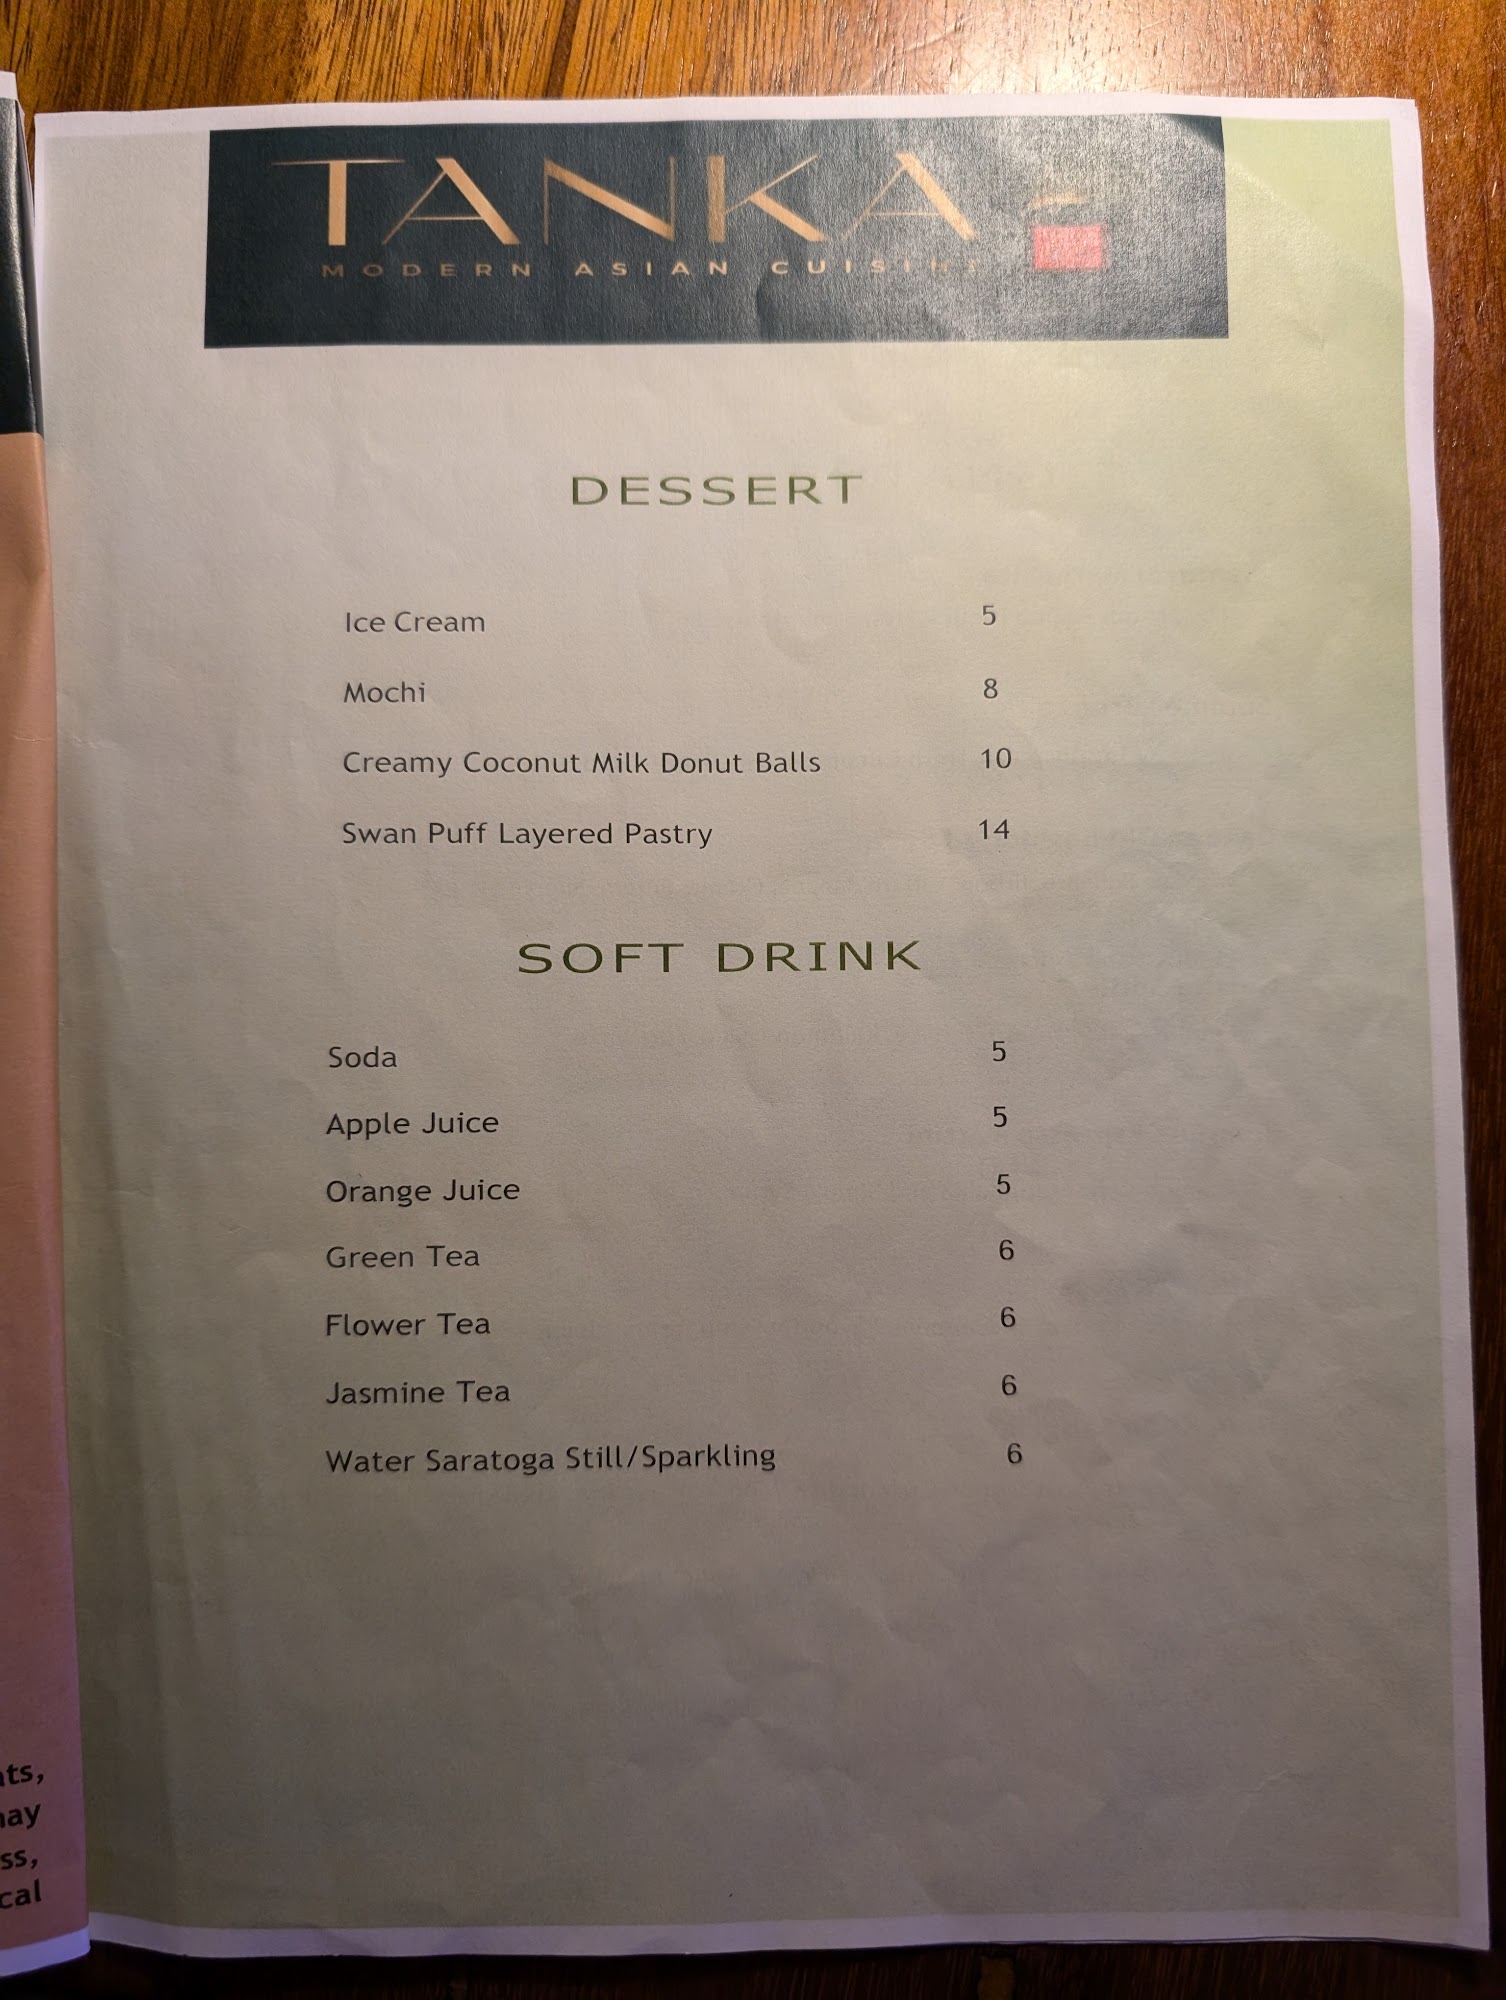 TANKA
MODERN ASIAN CUISINE
DESSERT
Ice Cream 5
Mochi 8
Creamy Coconut Milk Donut Balls 10
Swan Puff Layered Pastry 14
SOFT DRINK
Soda 5
Apple Juice 5
Orange Juice 5
Green Tea 6
Flower Tea 6
Jasmine Tea 6
Water Saratoga Still/Sparkling 6